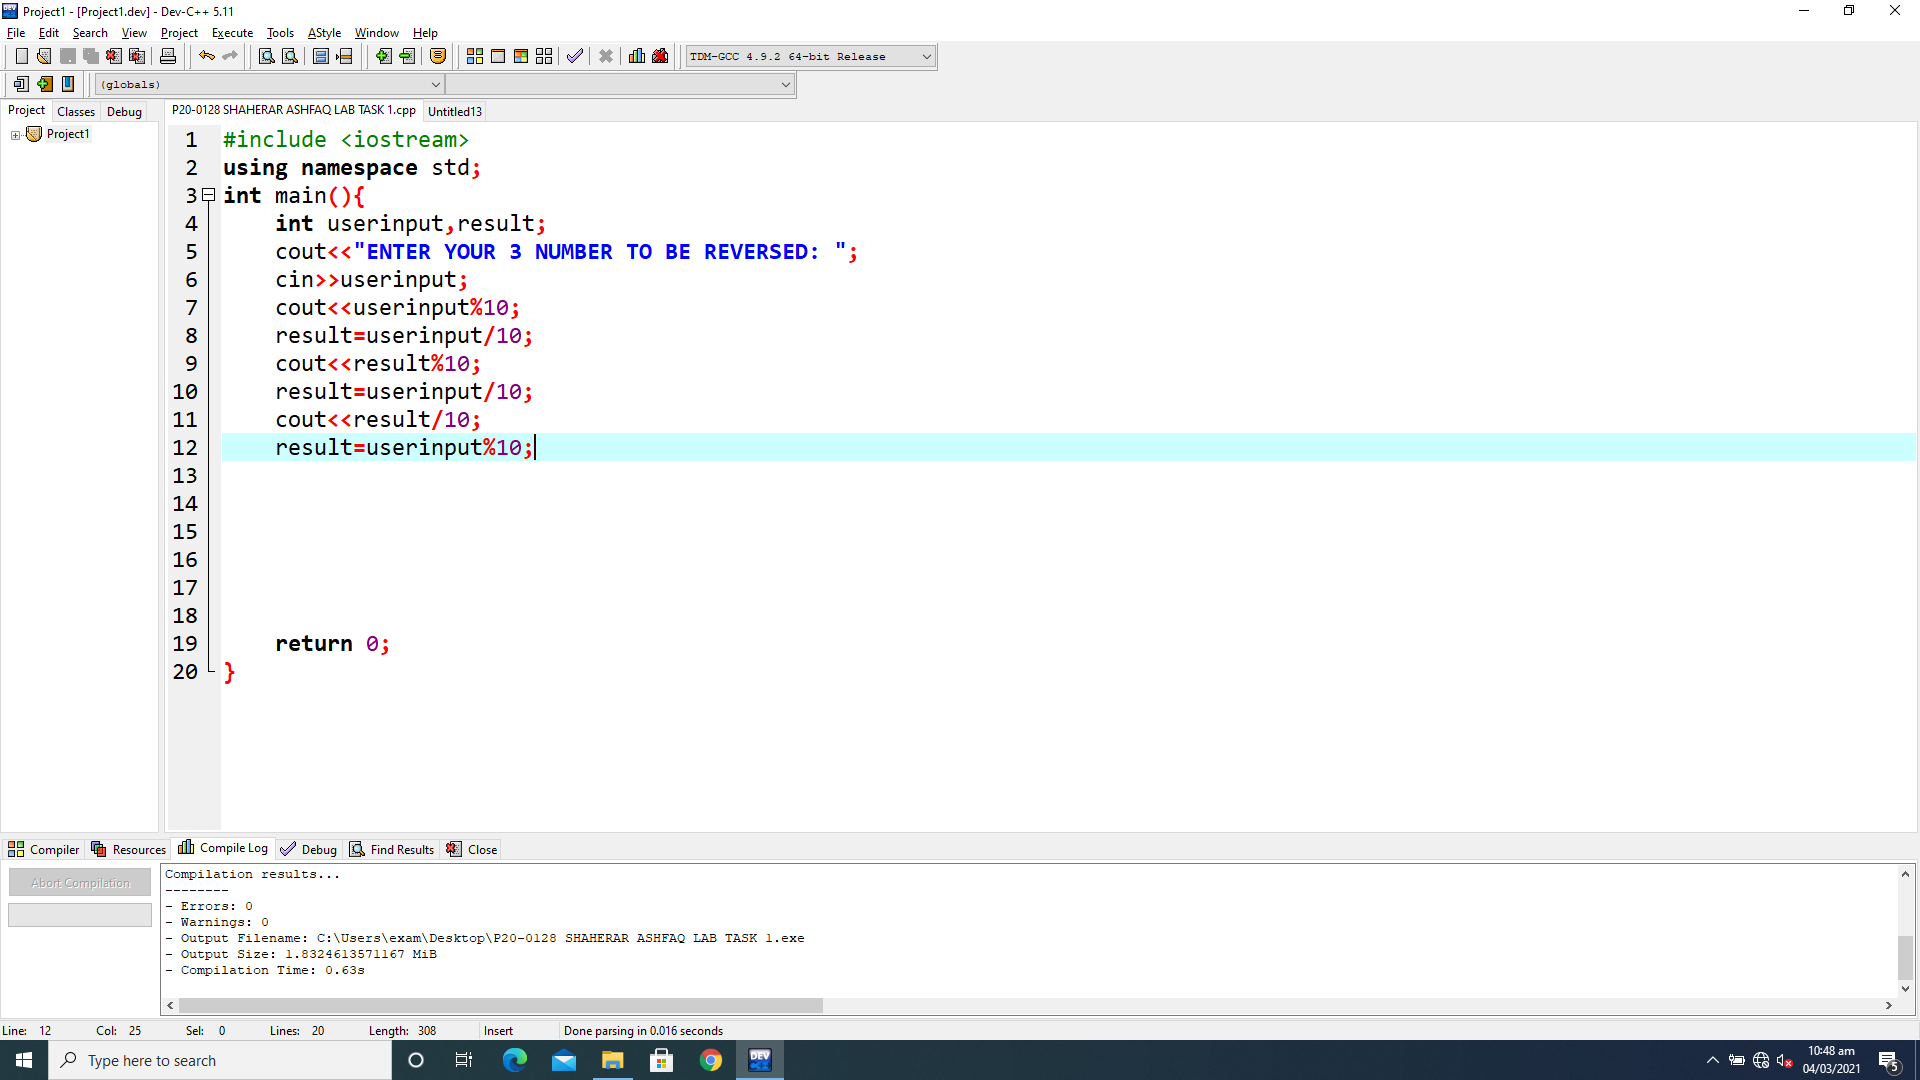 Project1 - [Project1.dev] - Dev-C++ 5.11
File Edit Search View Project Execute Tools AStyle Window Help
TDM-GCC 4.9.2 64-bit Release
(globals)
Project Classes Debug
P20-0128 SHAHERAR ASHFAQ LAB TASK 1.cpp Untitled13
Project1
1 #include <iostream>
2 using namespace std;
3 int main(){
4 int userinput,result;
5 cout<<"ENTER YOUR 3 NUMBER TO BE REVERSED: ";
6 cin>>userinput;
7 cout<<userinput%10;
8 result=userinput/10;
9 cout<<result%10;
10 result=userinput/10;
11 cout<<result/10;
12 result=userinput%10;
13
14
15
16
17
18
19 return 0;
20 }
Compiler Resources Compile Log Debug Find Results Close
Abort Compilation
Compilation results...
--------
- Errors: 0
- Warnings: 0
- Output Filename: C:\Users\exam\Desktop\P20-0128 SHAHERAR ASHFAQ LAB TASK 1.exe
- Output Size: 1.8324613571167 MiB
- Compilation Time: 0.63s
Line: 12 Col: 25 Sel: 0 Lines: 20 Length: 308 Insert Done parsing in 0.016 seconds
Type here to search
DEV
10:48 am
04/03/2021
5